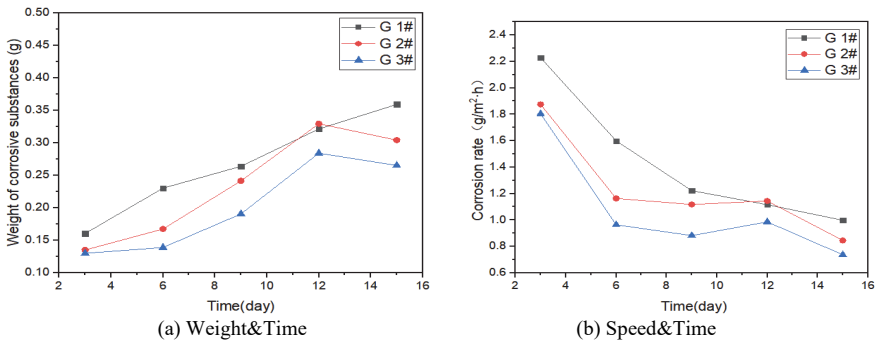 0.50
0.45
0.40
0.35
0.30
0.25
0.20
0.15
0.10
Weight of corrosive substances (g)
G 1#
G 2#
G 3#
2 4 6 8 10 12 14 16
Time(day)
(a) Weight&Time
2.4
2.2
2.0
1.8
1.6
1.4
1.2
1.0
0.8
0.6
Corrosion rate（g/m²·h)
G 1#
G 2#
G 3#
2 4 6 8 10 12 14 16
Time(day)
(b) Speed&Time